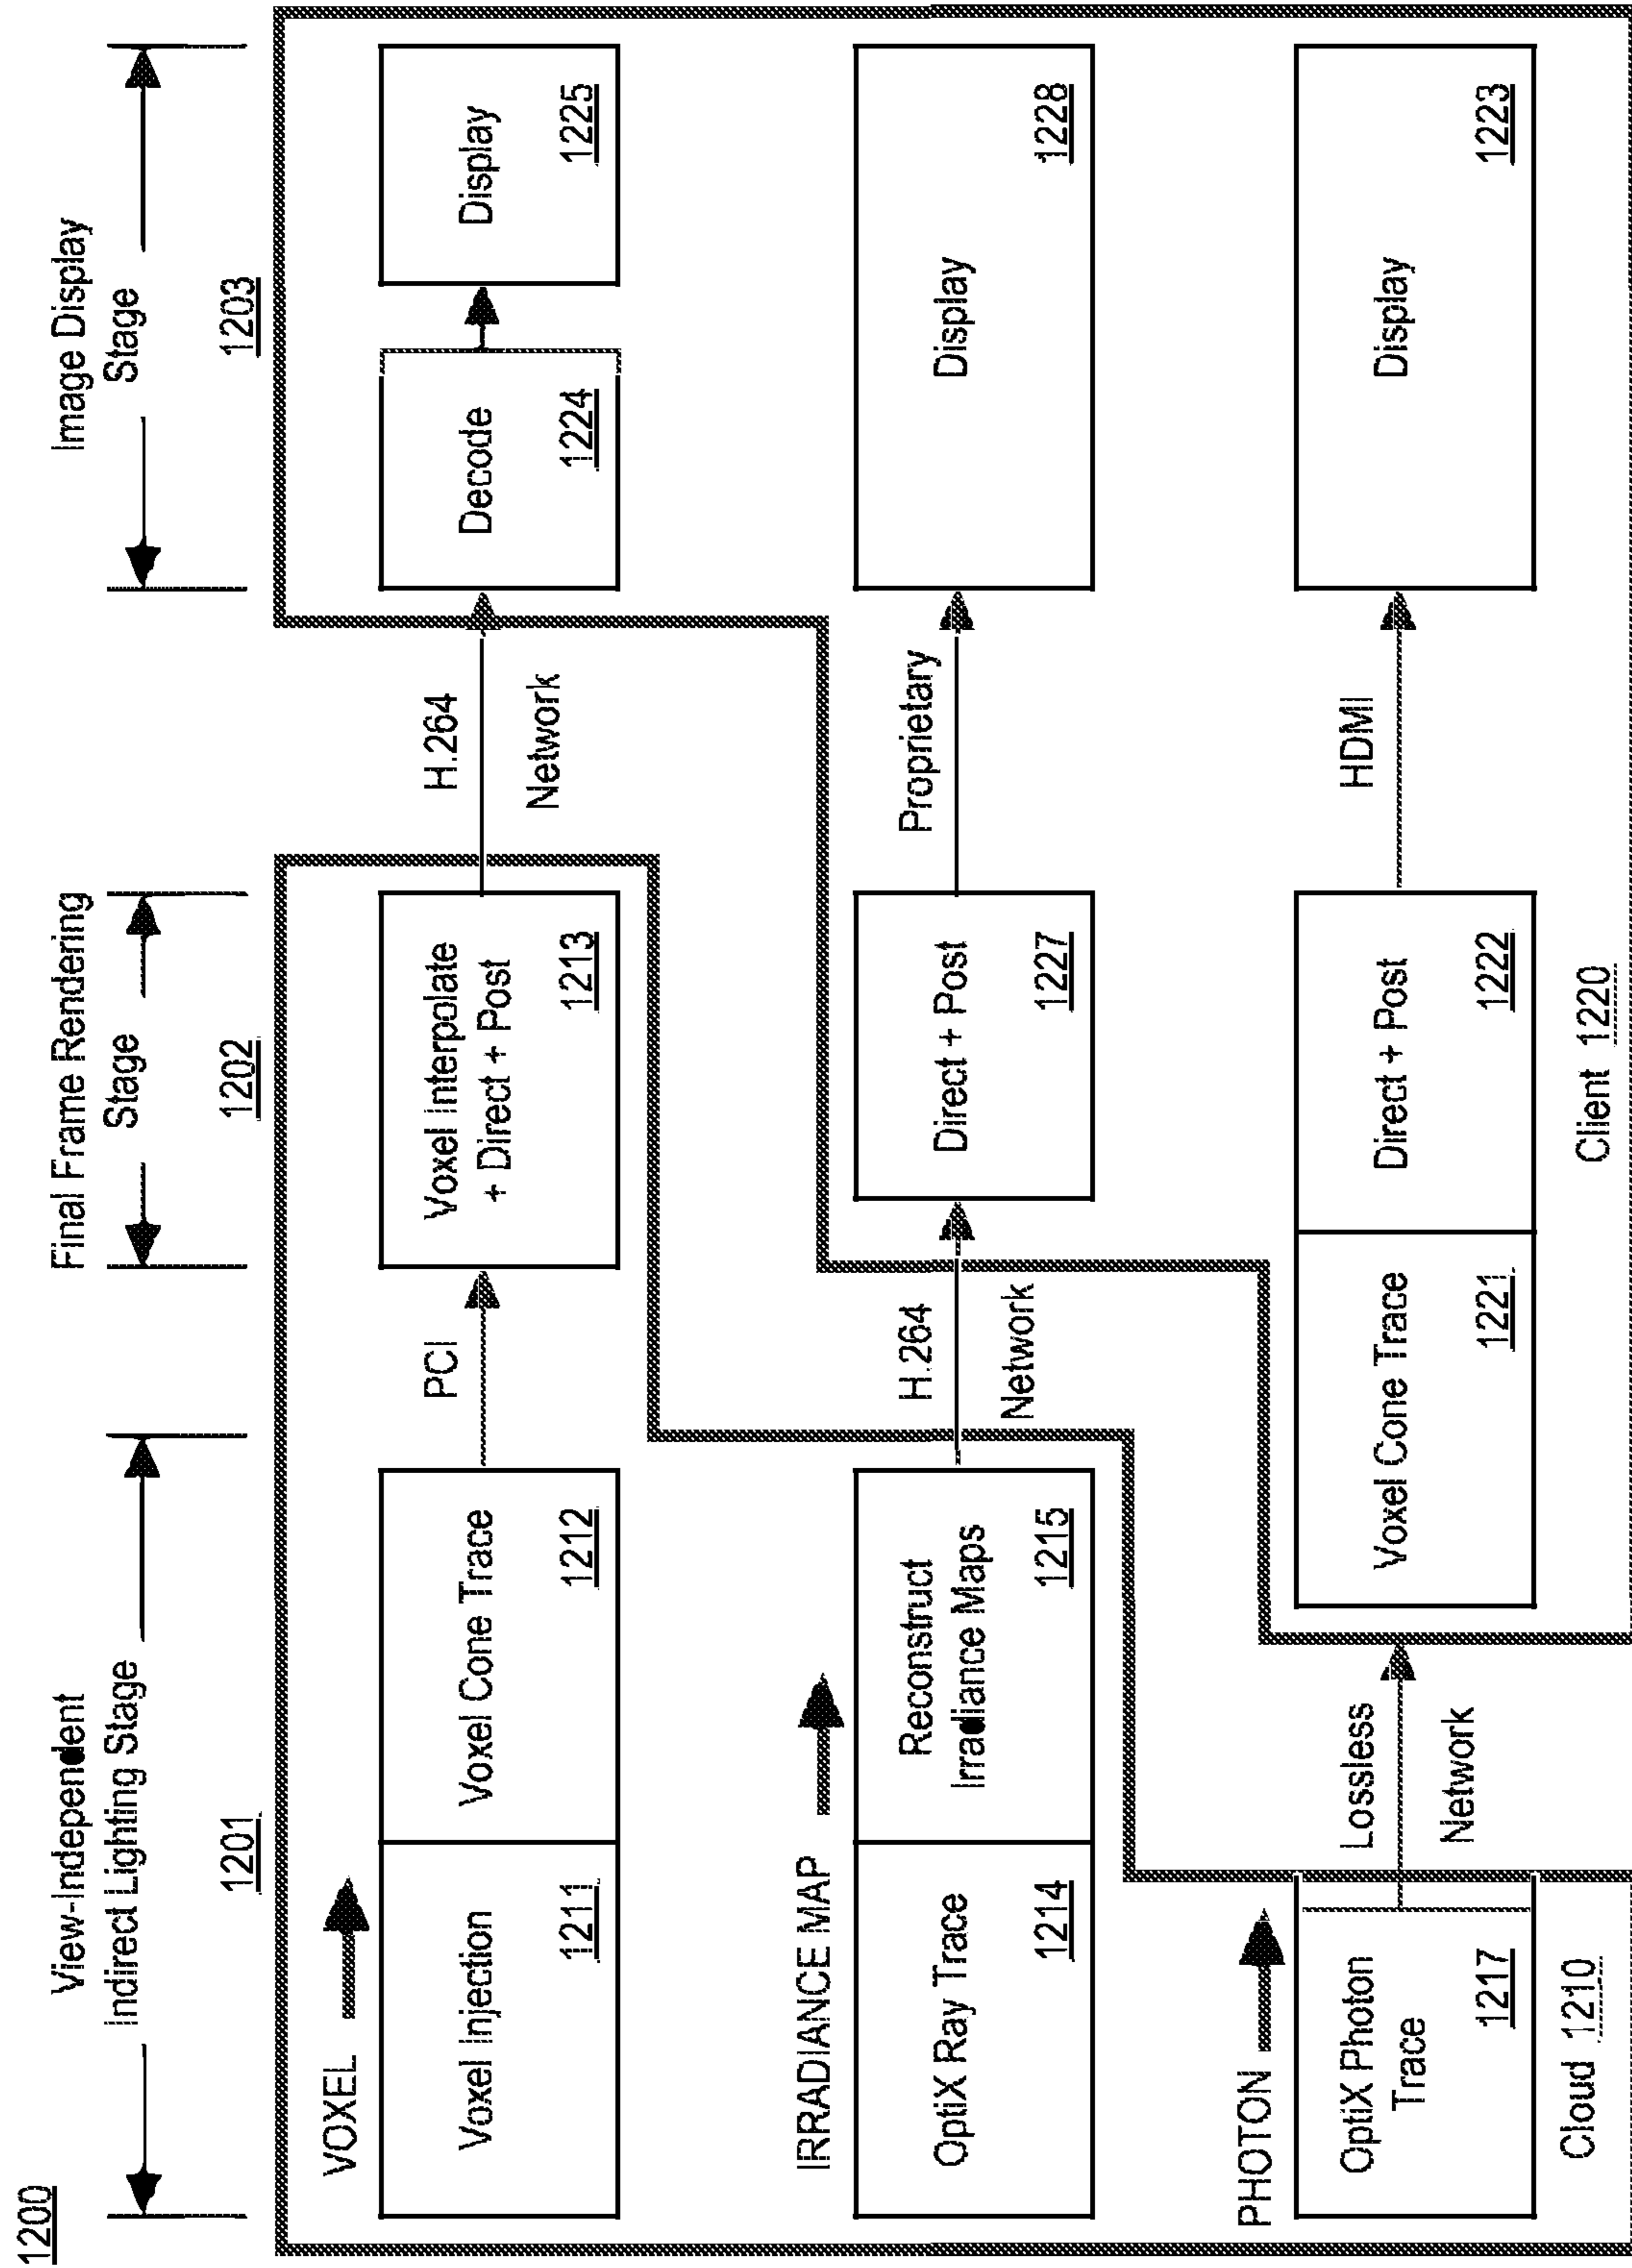 1200
View-Independent
Indirect Lighting Stage
1201
Final Frame Rendering
Stage
1202
Image Display
Stage
1203
VOXEL
Voxel Injection
1211
Voxel Cone Trace
1212
PCI
Voxel Interpolate
+ Direct + Post
1213
H.264
Network
Decode
1224
Display
1225
IRRADIANCE MAP
OptiX Ray Trace
1214
Reconstruct
Irradiance Maps
1215
H.264
Network
Direct + Post
1227
Proprietary
Display
1228
PHOTON
OptiX Photon
Trace
1217
Lossless
Network
Voxel Cone Trace
1221
Direct + Post
1222
HDMI
Display
1223
Cloud 1210
Client 1220